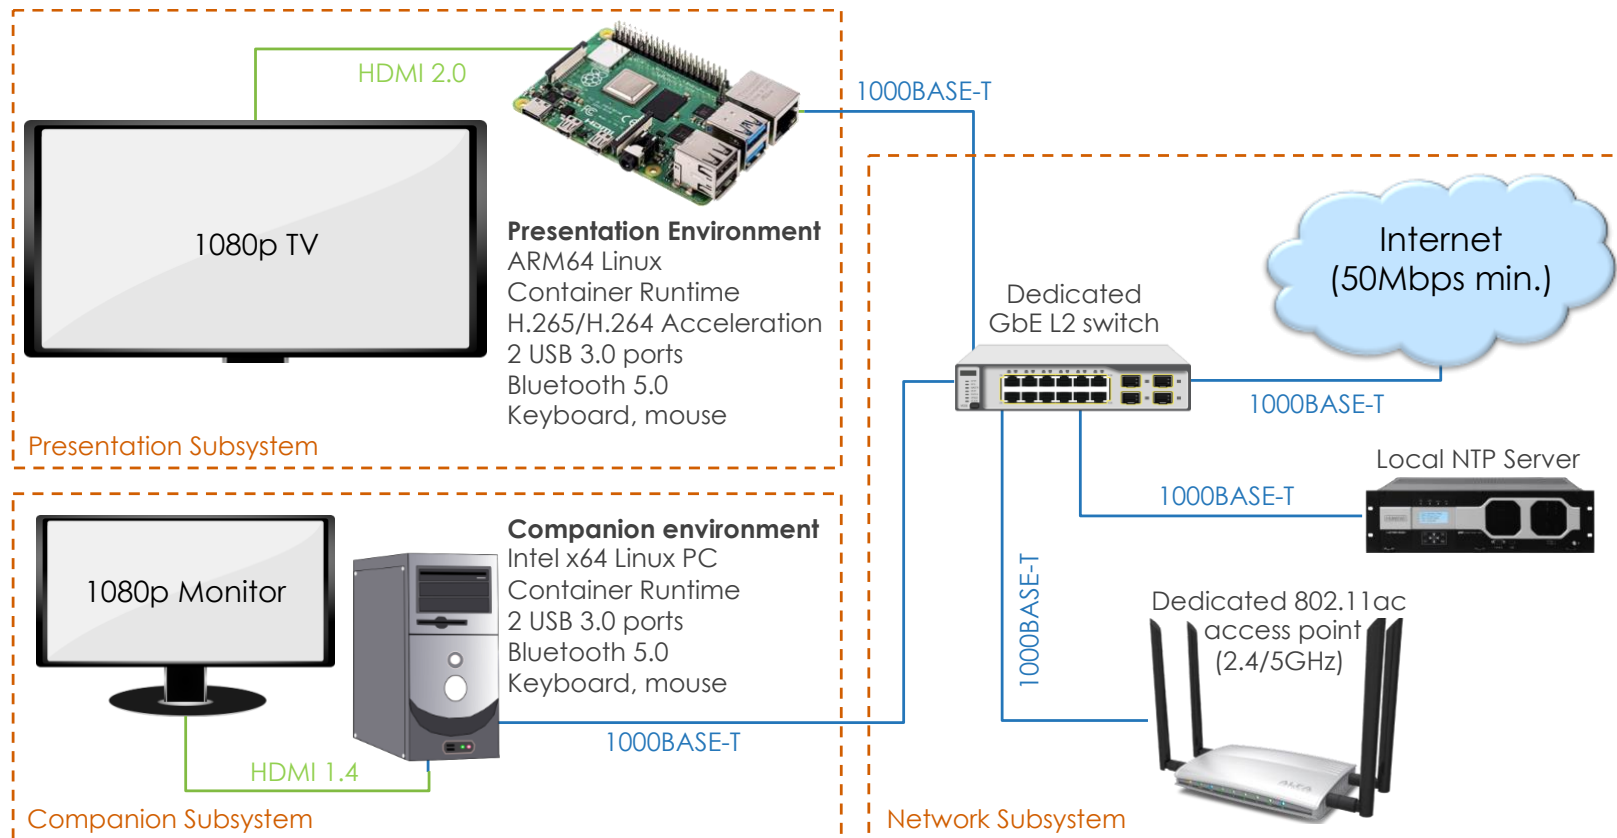 HDMI 2.0
1000BASE-T
1080p TV
Presentation Environment
ARM64 Linux
Container Runtime
H.265/H.264 Acceleration
2 USB 3.0 ports
Bluetooth 5.0
Keyboard, mouse
Presentation Subsystem
Internet
(50Mbps min.)
Dedicated
GbE L2 switch
1000BASE-T
Local NTP Server
1000BASE-T
1080p Monitor
Companion environment
Intel x64 Linux PC
Container Runtime
2 USB 3.0 ports
Bluetooth 5.0
Keyboard, mouse
1000BASE-T
HDMI 1.4
Companion Subsystem
1000BASE-T
Dedicated 802.11ac
access point
(2.4/5GHz)
ALFA
Network Subsystem